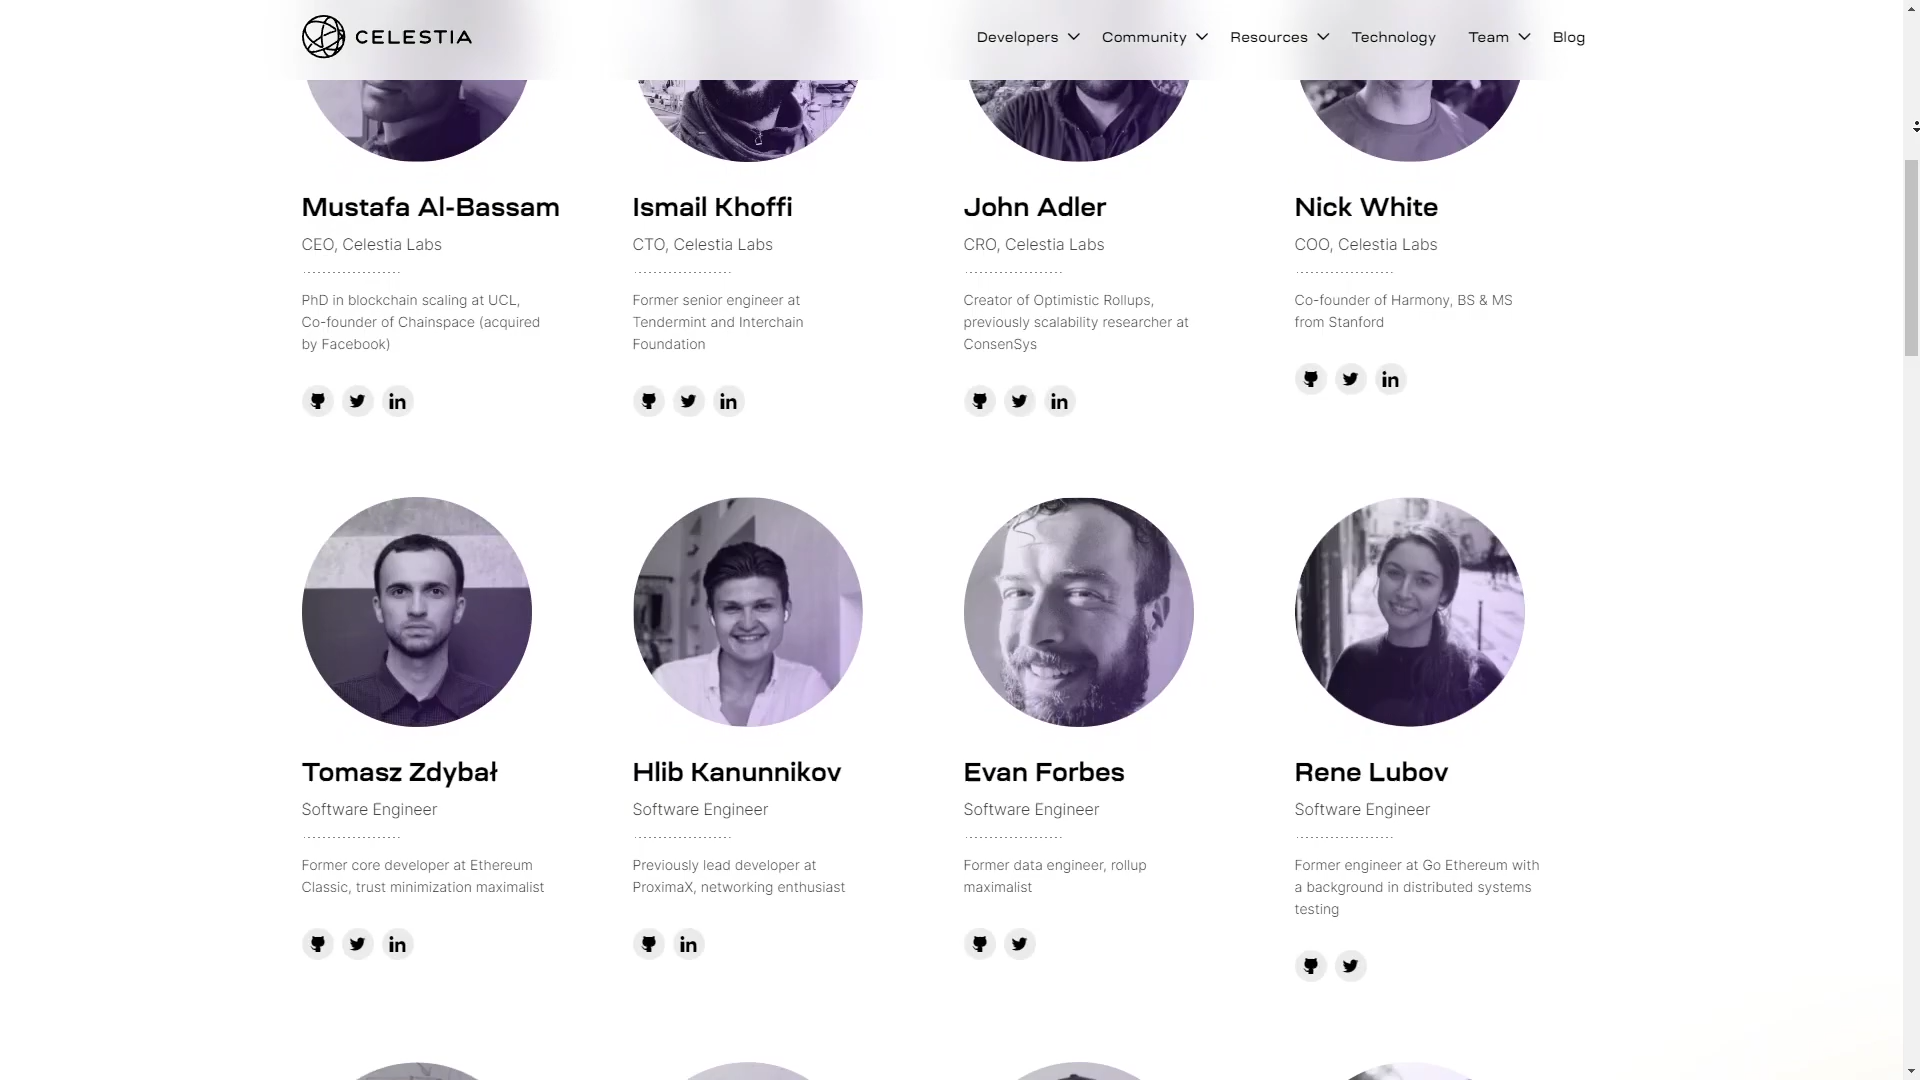 CELESTIA
Developers Community Resources Technology Team Blog
Mustafa Al-Bassam
CEO, Celestia Labs
PhD in blockchain scaling at UCL,
Co-founder of Chainspace (acquired
by Facebook)
in
Ismail Khoffi
CTO, Celestia Labs
Former senior engineer at
Tendermint and Interchain
Foundation
in
John Adler
CRO, Celestia Labs
Creator of Optimistic Rollups,
previously scalability researcher at
ConsenSys
in
Nick White
COO, Celestia Labs
Co-founder of Harmony, BS & MS
from Stanford
in
Tomasz Zdybał
Software Engineer
Former core developer at Ethereum
Classic, trust minimization maximalist
in
Hlib Kanunnikov
Software Engineer
Previously lead developer at
ProximaX, networking enthusiast
in
Evan Forbes
Software Engineer
Former data engineer, rollup
maximalist
Rene Lubov
Software Engineer
Former engineer at Go Ethereum with
a background in distributed systems
testing